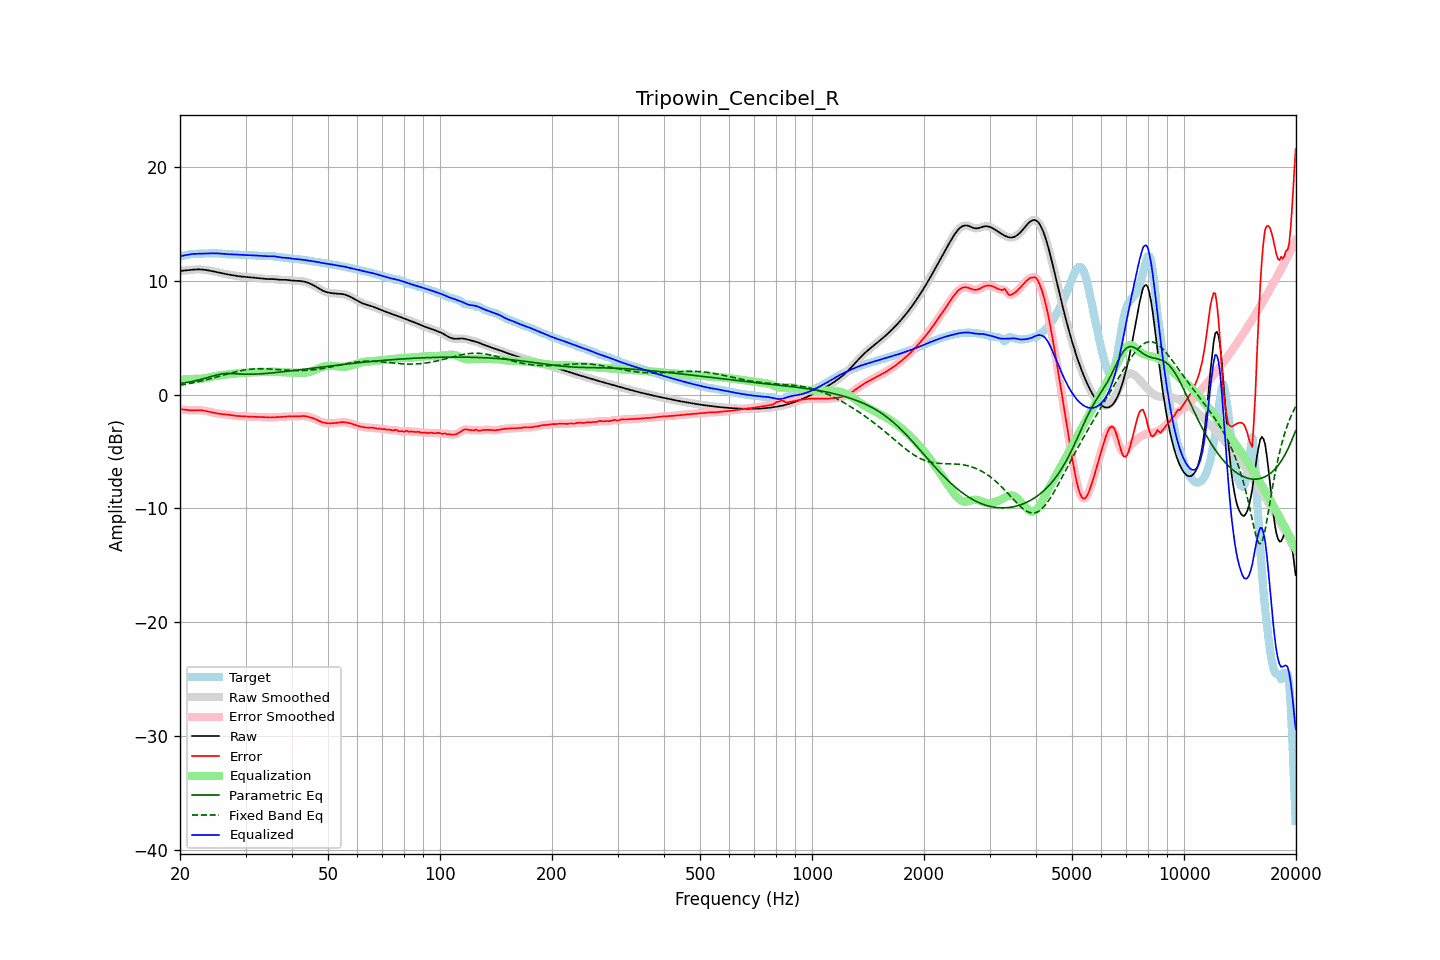 Tripowin_Cencibel_R
Amplitude (dBr)
20
10
0
−10
−20
−30
−40
Target
Raw Smoothed
Error Smoothed
Raw
Error
Equalization
Parametric Eq
Fixed Band Eq
Equalized
20 50 100 200 500 1000 2000 5000 10000 20000
Frequency (Hz)